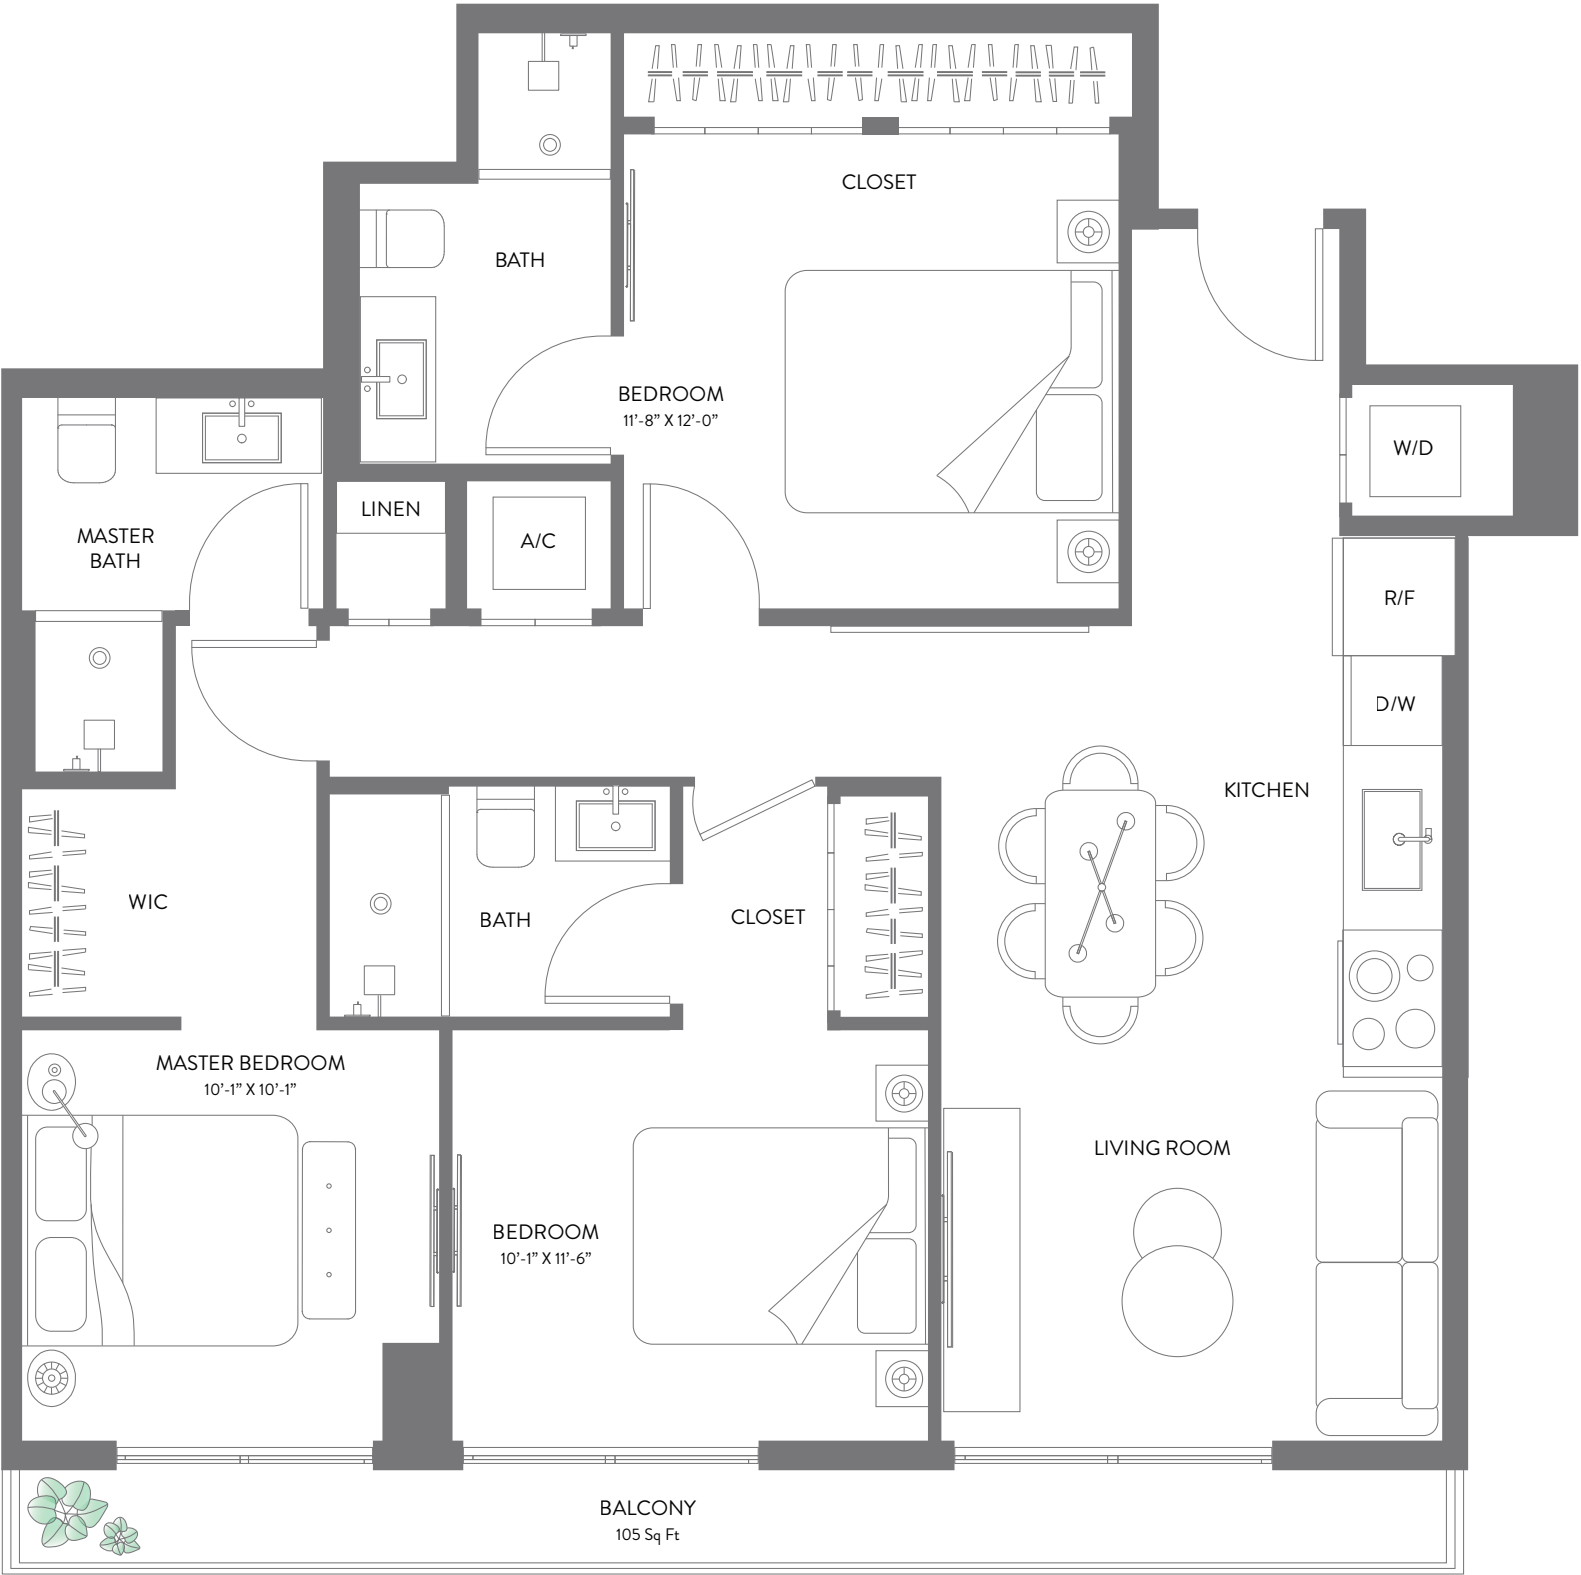 CLOSET
BATH
BEDROOM
11’-8” X 12’-0”
W/D
LINEN
A/C
MASTER
BATH
R/F
D/W
KITCHEN
WIC
BATH
CLOSET
MASTER BEDROOM
10’-1” X 10’-1”
LIVING ROOM
BEDROOM
10’-1” X 11’-6”
BALCONY
105 Sq Ft